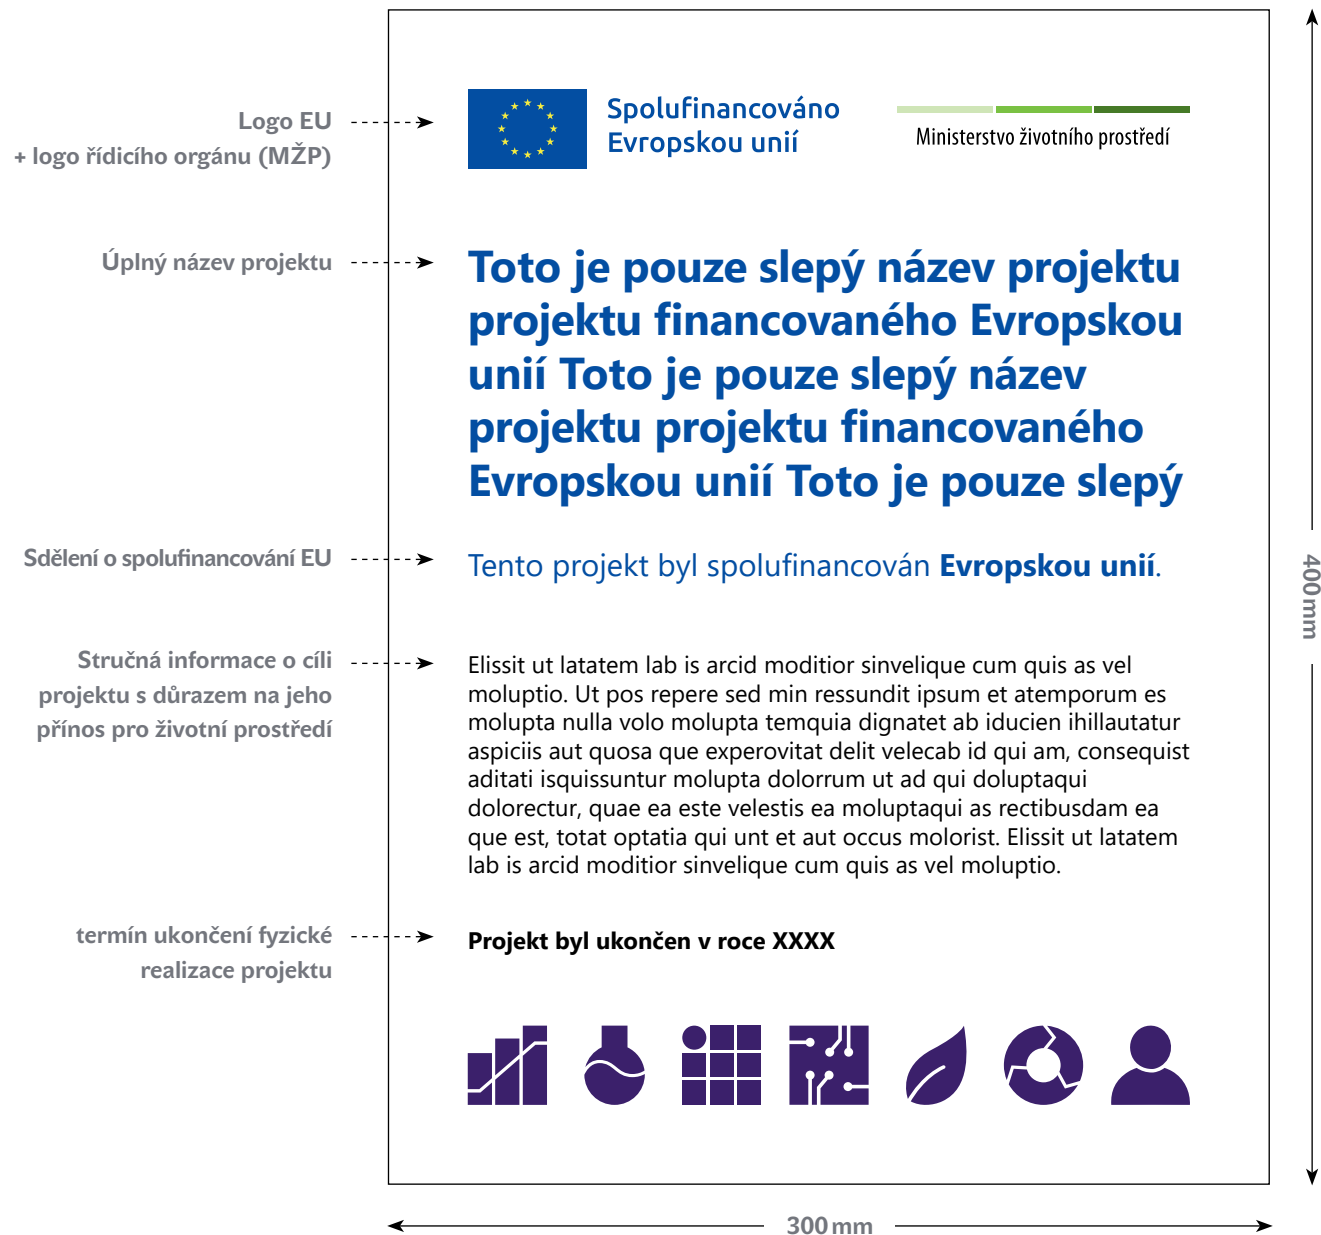 Logo EU
+ logo řídicího orgánu (MŽP)
Spolufinancováno
Evropskou unií
Ministerstvo životního prostředí
Úplný název projektu
Toto je pouze slepý název projektu
projektu financovaného Evropskou
unií Toto je pouze slepý název
projektu projektu financovaného
Evropskou unií Toto je pouze slepý
Sdělení o spolufinancování EU
Tento projekt byl spolufinancován Evropskou unií.
Stručná informace o cíli
projektu s důrazem na jeho
přínos pro životní prostředí
Elissit ut latatem lab is arcid moditior sinvelique cum quis as vel
moluptio. Ut pos repere sed min ressundit ipsum et atemporum es
molupta nulla volo molupta temquia dignatet ab iducien ihillautatur
aspiciis aut quosa que experovitat delit velecab id qui am, consequist
aditati isquissuntur molupta dolorrum ut ad qui doluptaqui
dolorectur, quae ea este velestis ea moluptaqui as rectibusdam ea
que est, totat optatia qui unt et aut occus molorist. Elissit ut latatem
lab is arcid moditior sinvelique cum quis as vel moluptio.
termín ukončení fyzické
realizace projektu
Projekt byl ukončen v roce XXXX
400 mm
300 mm